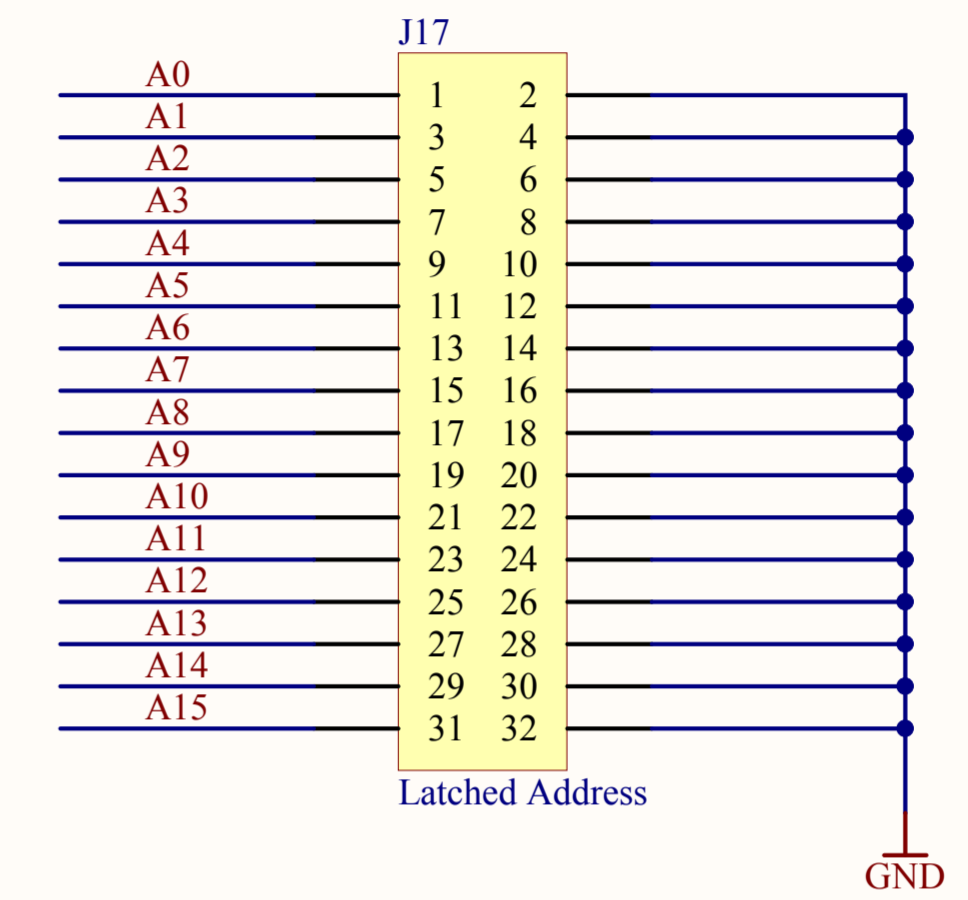 J17
A0 1 2
A1 3 4
A2 5 6
A3 7 8
A4 9 10
A5 11 12
A6 13 14
A7 15 16
A8 17 18
A9 19 20
A10 21 22
A11 23 24
A12 25 26
A13 27 28
A14 29 30
A15 31 32
Latched Address
GND